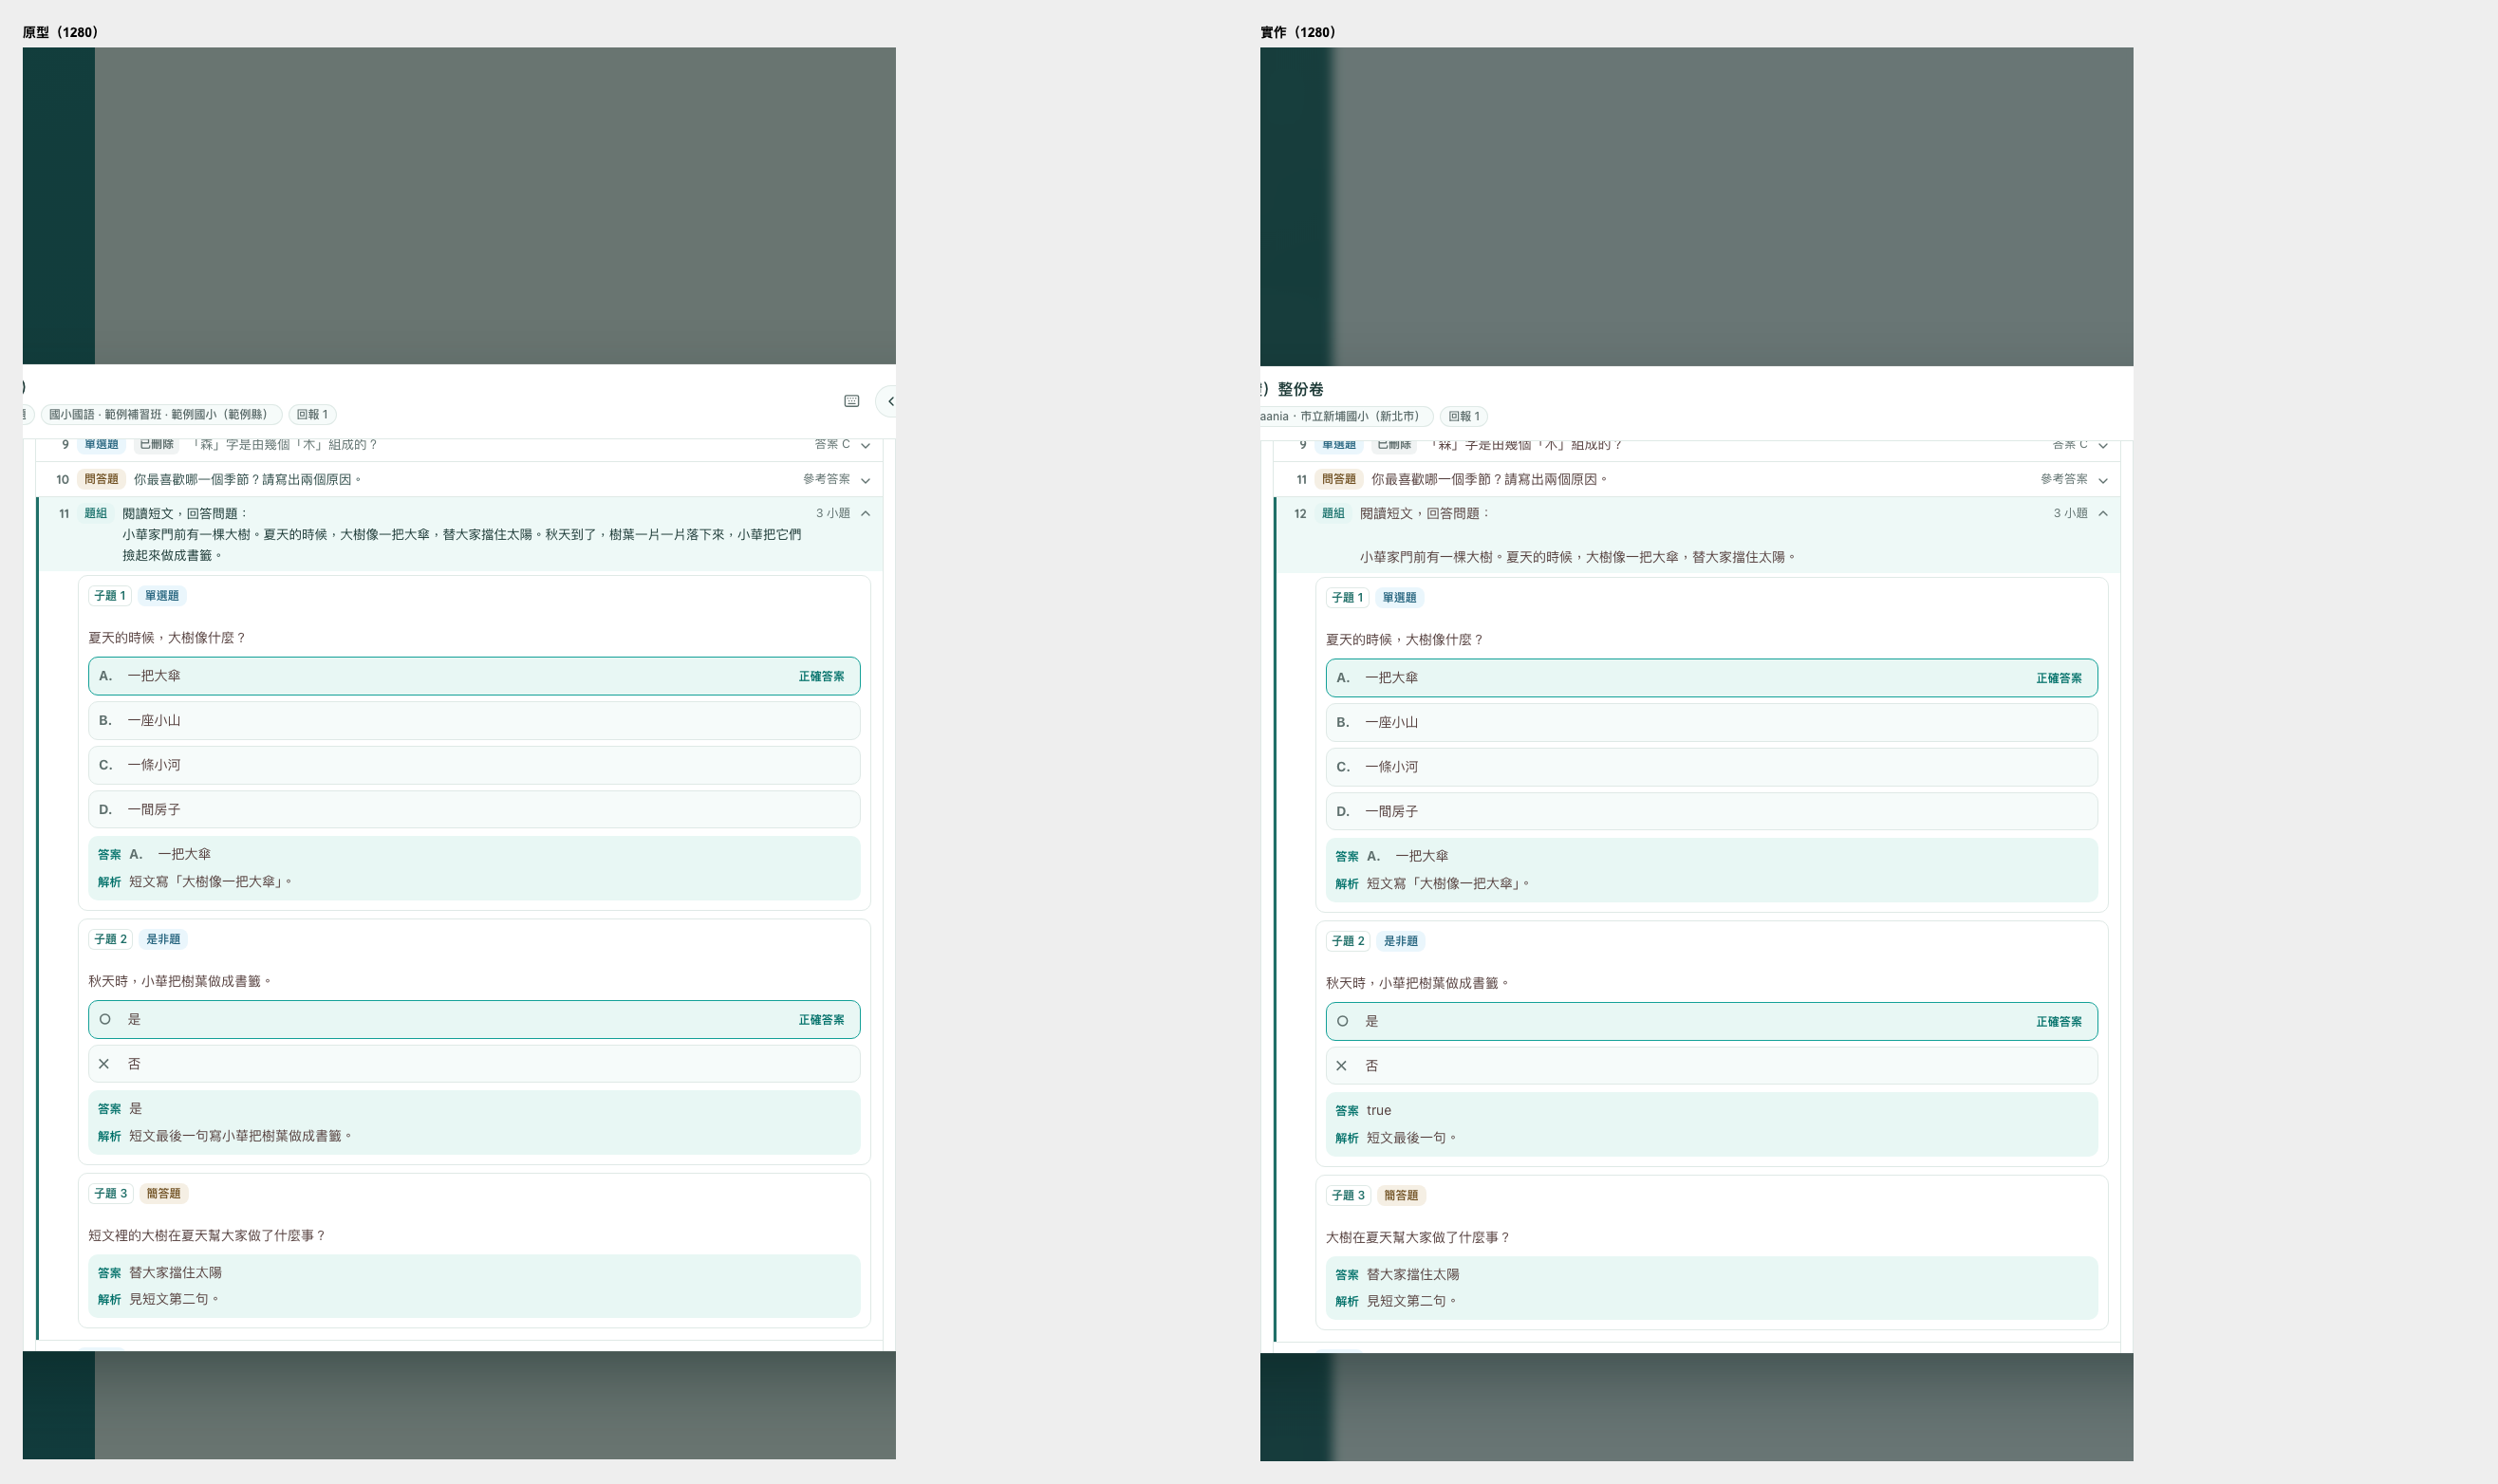 原型（1280）
）
國小國語 · 範例補習班 · 範例國小（範例縣）
回報 1
9 單選題 已刪除 「森」字是由幾個「木」組成的？ 答案 C
10 問答題 你最喜歡哪一個季節？請寫出兩個原因。 參考答案
11 題組 閱讀短文，回答問題： 3 小題
小華家門前有一棵大樹。夏天的時候，大樹像一把大傘，替大家擋住太陽。秋天到了，樹葉一片一片落下來，小華把它們
撿起來做成書籤。
子題 1 單選題
夏天的時候，大樹像什麼？
A. 一把大傘 正確答案
B. 一座小山
C. 一條小河
D. 一間房子
答案 A. 一把大傘
解析 短文寫「大樹像一把大傘」。
子題 2 是非題
秋天時，小華把樹葉做成書籤。
是 正確答案
否
答案 是
解析 短文最後一句寫小華把樹葉做成書籤。
子題 3 簡答題
短文裡的大樹在夏天幫大家做了什麼事？
答案 替大家擋住太陽
解析 見短文第二句。
實作（1280）
）整份卷
aania · 市立新埔國小（新北市）
回報 1
9 單選題 已刪除 「森」字是由幾個「木」組成的？ 答案 C
11 問答題 你最喜歡哪一個季節？請寫出兩個原因。 參考答案
12 題組 閱讀短文，回答問題： 3 小題
小華家門前有一棵大樹。夏天的時候，大樹像一把大傘，替大家擋住太陽。
子題 1 單選題
夏天的時候，大樹像什麼？
A. 一把大傘 正確答案
B. 一座小山
C. 一條小河
D. 一間房子
答案 A. 一把大傘
解析 短文寫「大樹像一把大傘」。
子題 2 是非題
秋天時，小華把樹葉做成書籤。
是 正確答案
否
答案 true
解析 短文最後一句。
子題 3 簡答題
大樹在夏天幫大家做了什麼事？
答案 替大家擋住太陽
解析 見短文第二句。